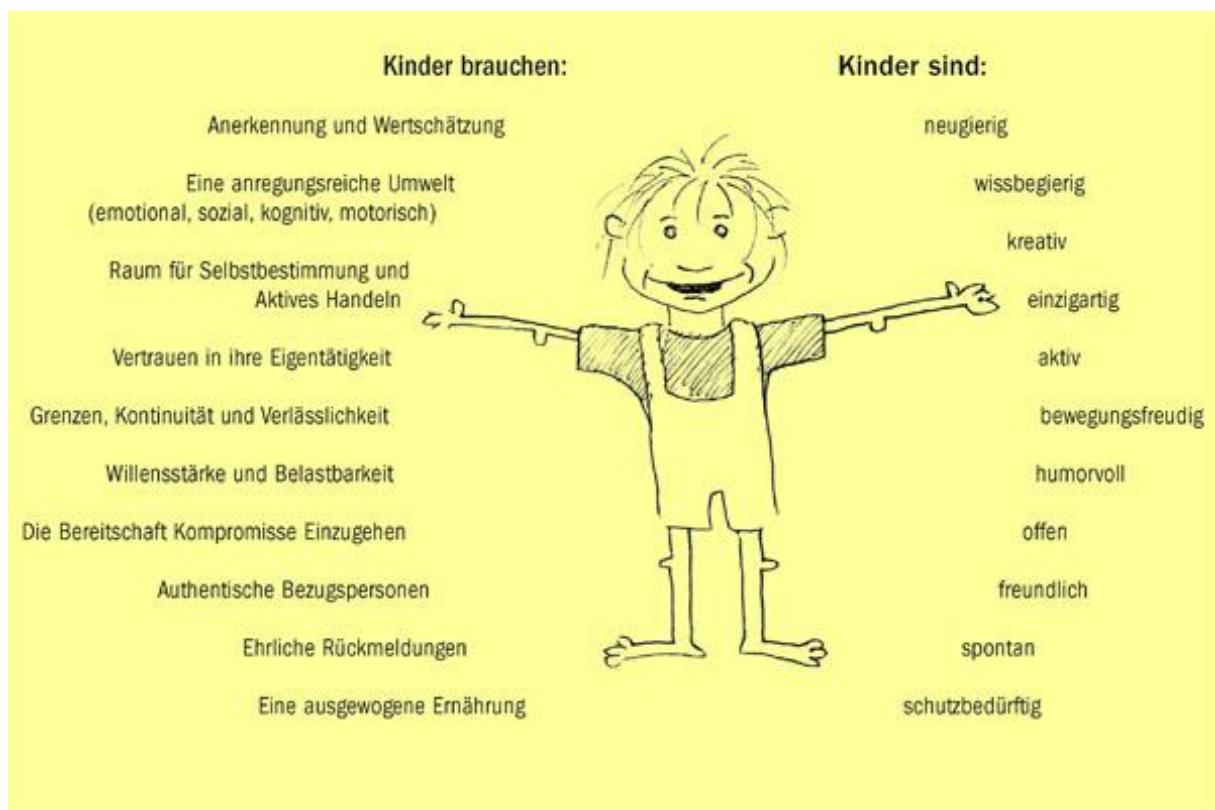 Kinder brauchen:
Anerkennung und Wertschätzung
Eine anregungsreiche Umwelt
(emotional, sozial, kognitiv, motorisch)
Raum für Selbstbestimmung und
Aktives Handeln
Vertrauen in ihre Eigentätigkeit
Grenzen, Kontinuität und Verlässlichkeit
Willensstärke und Belastbarkeit
Die Bereitschaft Kompromisse Einzugehen
Authentische Bezugspersonen
Ehrliche Rückmeldungen
Eine ausgewogene Ernährung
Kinder sind:
neugierig
wissbegierig
kreativ
einzigartig
aktiv
bewegungsfreudig
humorvoll
offen
freundlich
spontan
schutzbedürftig